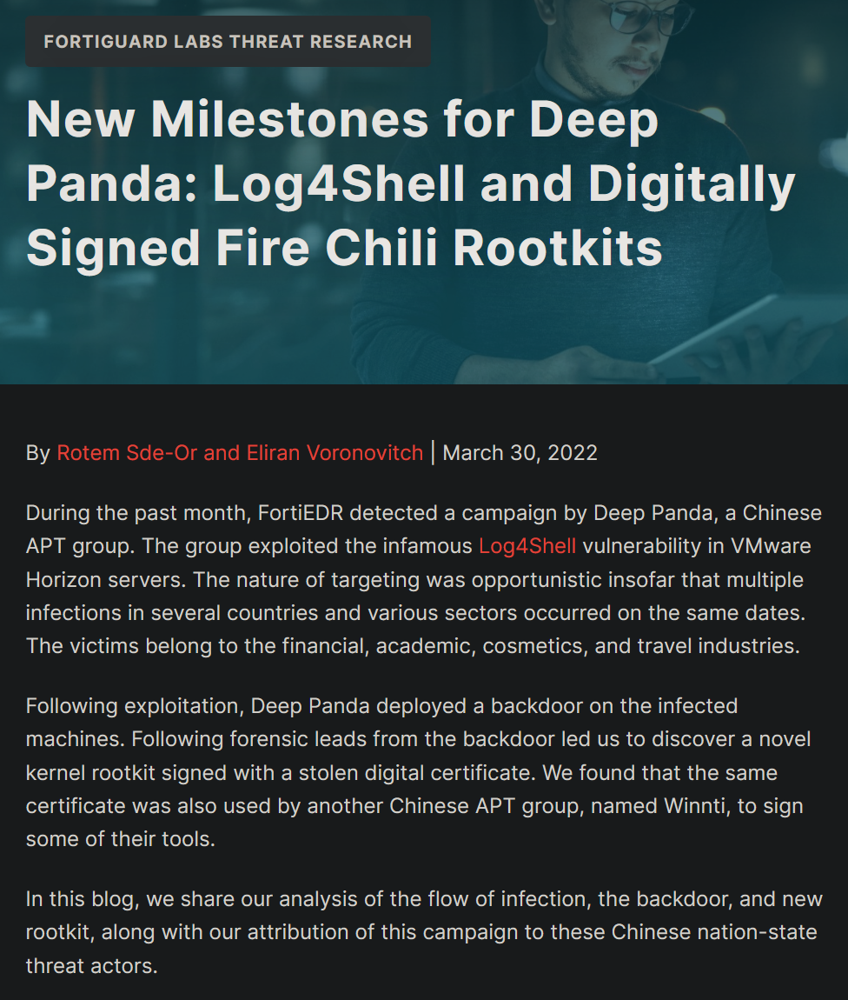 FORTIGUARD LABS THREAT RESEARCH
New Milestones for Deep
Panda: Log4Shell and Digitally
Signed Fire Chili Rootkits
By Rotem Sde-Or and Eliran Voronovitch | March 30, 2022
During the past month, FortiEDR detected a campaign by Deep Panda, a Chinese
APT group. The group exploited the infamous Log4Shell vulnerability in VMware
Horizon servers. The nature of targeting was opportunistic insofar that multiple
infections in several countries and various sectors occurred on the same dates.
The victims belong to the financial, academic, cosmetics, and travel industries.
Following exploitation, Deep Panda deployed a backdoor on the infected
machines. Following forensic leads from the backdoor led us to discover a novel
kernel rootkit signed with a stolen digital certificate. We found that the same
certificate was also used by another Chinese APT group, named Winnti, to sign
some of their tools.
In this blog, we share our analysis of the flow of infection, the backdoor, and new
rootkit, along with our attribution of this campaign to these Chinese nation-state
threat actors.